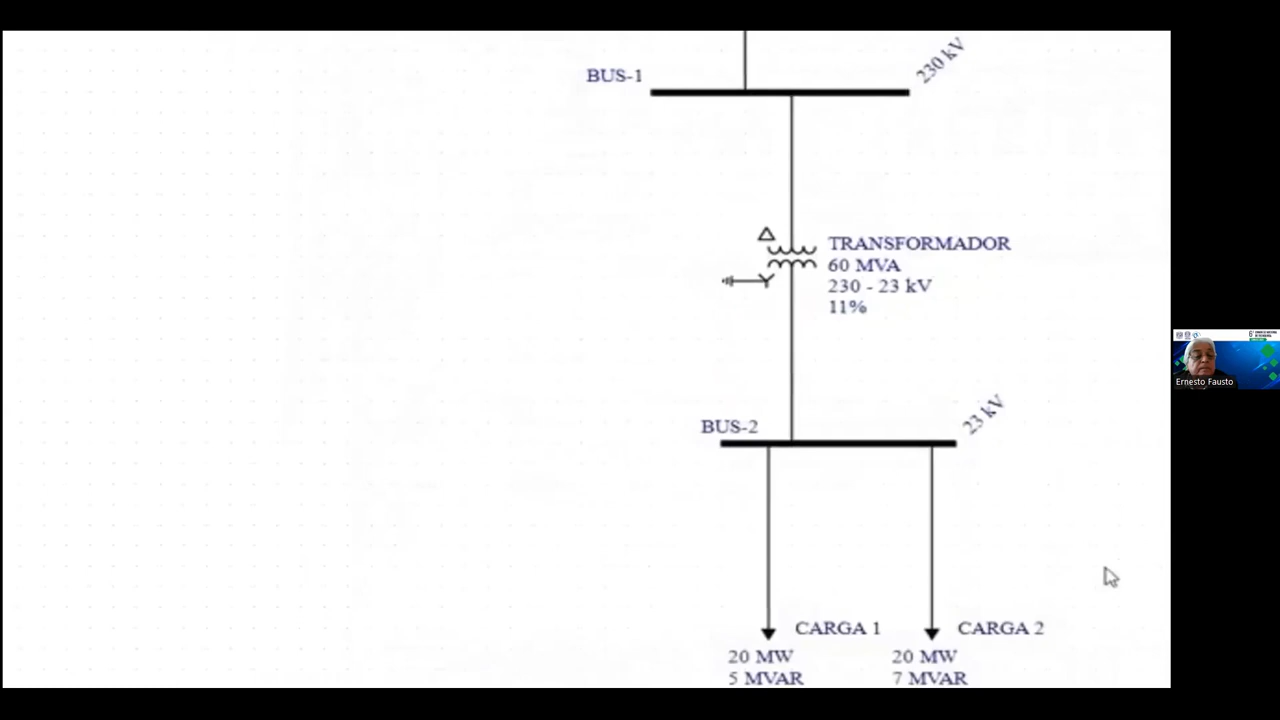 BUS-1
230 kV
TRANSFORMADOR
60 MVA
230 - 23 kV
11%
BUS-2
23 kV
CARGA 1
20 MW
5 MVAR
CARGA 2
20 MW
7 MVAR
Ernesto Fausto